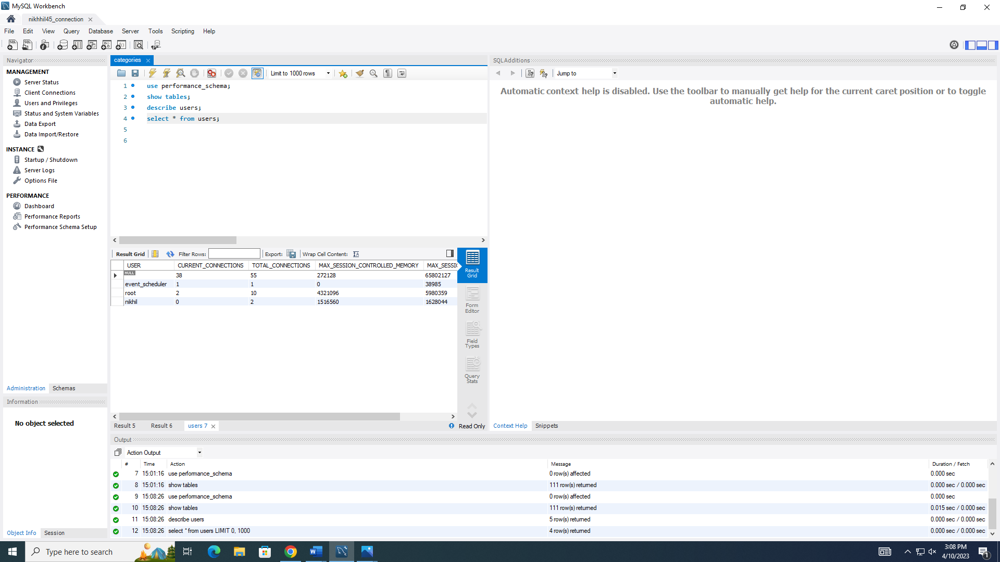 MySQL Workbench
nikhhil45_connection
File Edit View Query Database Server Tools Scripting Help
Navigator
MANAGEMENT
Server Status
Client Connections
Users and Privileges
Status and System Variables
Data Export
Data Import/Restore
INSTANCE
Startup / Shutdown
Server Logs
Options File
PERFORMANCE
Dashboard
Performance Reports
Performance Schema Setup
Administration Schemas
Information
No object selected
Object Info Session
categories
Limit to 1000 rows
1 use performance_schema;
2 show tables;
3 describe users;
4 select * from users;
5
6
Result Grid Filter Rows: Export: Wrap Cell Content:
USER CURRENT_CONNECTIONS TOTAL_CONNECTIONS MAX_SESSION_CONTROLLED_MEMORY MAX_SESSI
NULL 38 55 272128 65802127
event_scheduler 1 1 0 38985
root 2 10 4321096 5980359
nikhil 0 2 1516560 1628044
Result
Grid
Form
Editor
Field
Types
Query
Stats
Result 5 Result 6 users 7 Read Only
SQLAdditions
Jump to
Automatic context help is disabled. Use the toolbar to manually get help for the current caret position or to toggle
automatic help.
Context Help Snippets
Output
Action Output
# Time Action Message Duration / Fetch
7 15:01:16 use performance_schema 0 row(s) affected 0.000 sec
8 15:01:16 show tables 111 row(s) returned 0.000 sec / 0.000 sec
9 15:08:26 use performance_schema 0 row(s) affected 0.000 sec
10 15:08:26 show tables 111 row(s) returned 0.015 sec / 0.000 sec
11 15:08:26 describe users 5 row(s) returned 0.000 sec / 0.000 sec
12 15:08:26 select * from users LIMIT 0, 1000 4 row(s) returned 0.000 sec / 0.000 sec
Type here to search
3:08 PM
4/10/2023
1